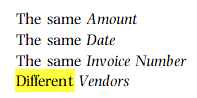 The same Amount
The same Date
The same Invoice Number
Different Vendors